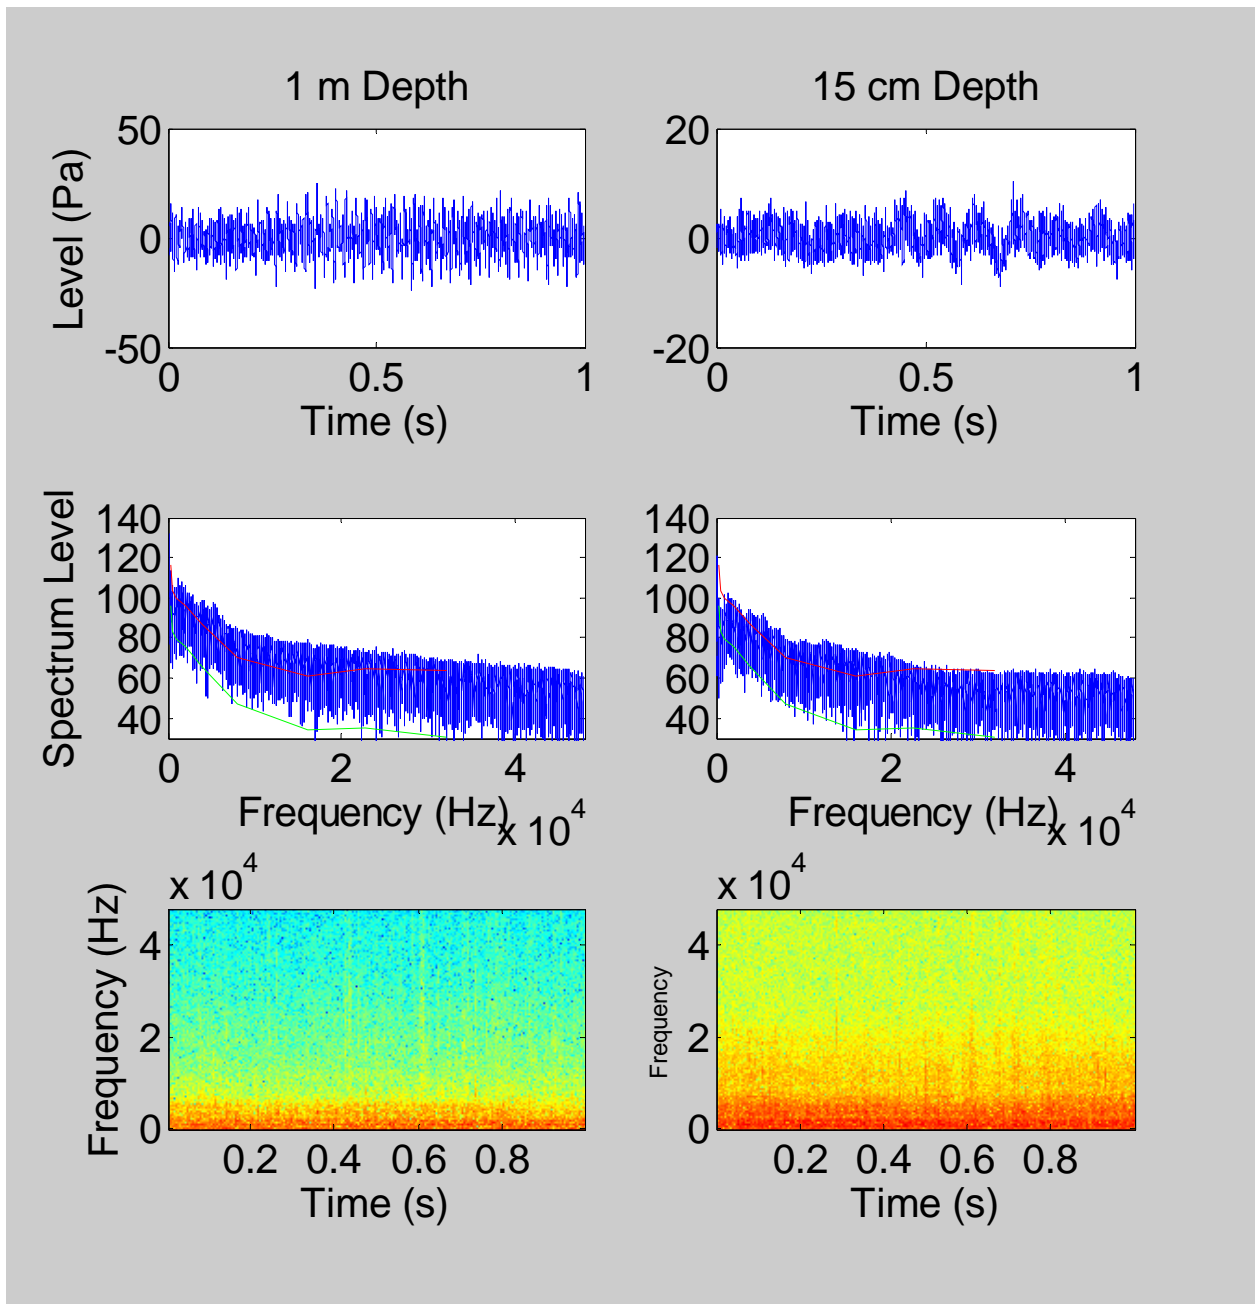 1 m Depth
15 cm Depth
50
0
-50
Level (Pa)
0 0.5 1
Time (s)
20
0
-20
0 0.5 1
Time (s)
140
120
100
80
60
40
Spectrum Level
0 2 4
Frequency (Hz)
x 10^4
140
120
100
80
60
40
0 2 4
Frequency (Hz)
x 10^4
x 10^4
4
2
0
Frequency (Hz)
0.2 0.4 0.6 0.8
Time (s)
x 10^4
4
2
0
Frequency
0.2 0.4 0.6 0.8
Time (s)